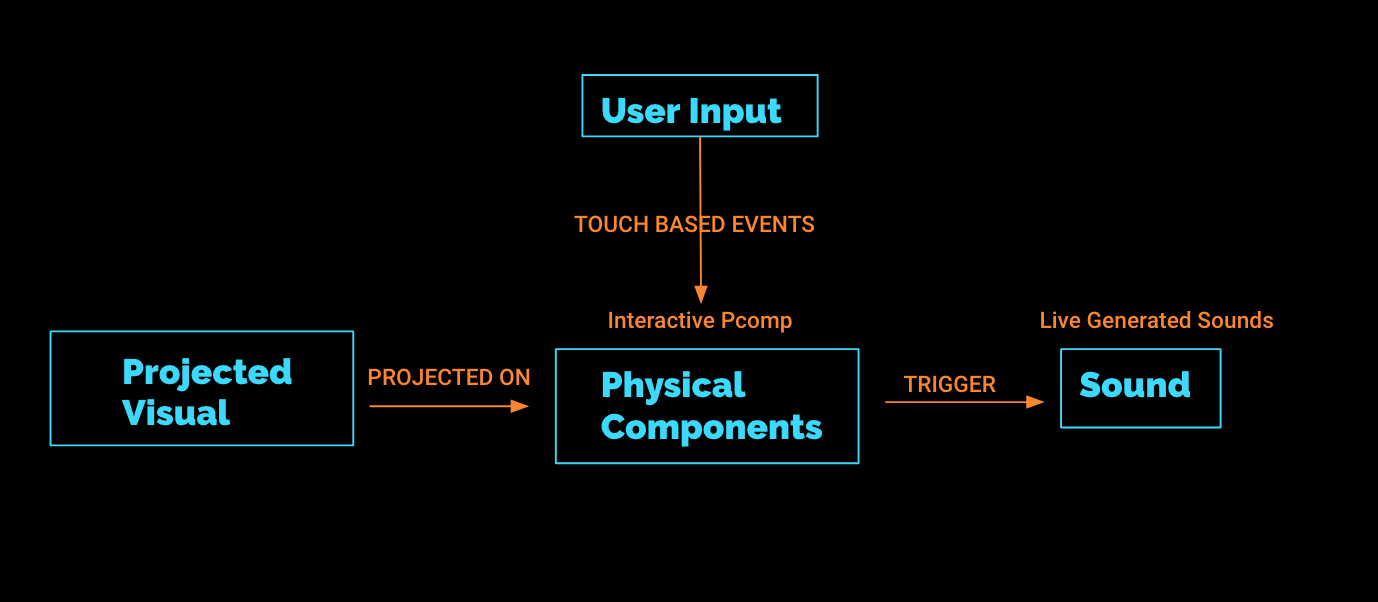 User Input
TOUCH BASED EVENTS
Interactive Pcomp
Live Generated Sounds
Projected
Visual
PROJECTED ON
Physical
Components
TRIGGER
Sound